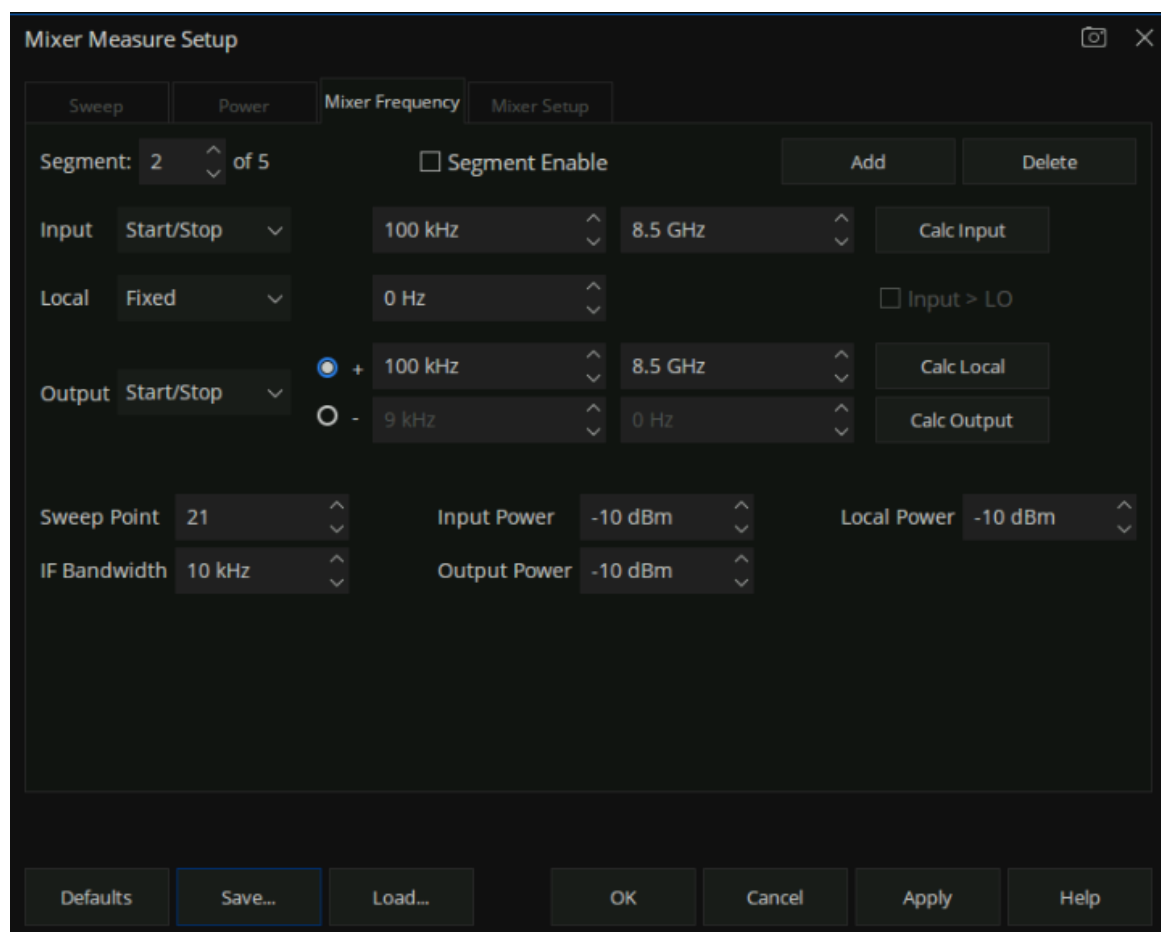 Mixer Measure Setup
Sweep Power Mixer Frequency Mixer Setup
Segment: 2 of 5 Segment Enable Add Delete
Input Start/Stop 100 kHz 8.5 GHz Calc Input
Local Fixed 0 Hz Input > LO
+ 100 kHz 8.5 GHz Calc Local
Output Start/Stop
- 9 kHz 0 Hz Calc Output
Sweep Point 21 Input Power -10 dBm Local Power -10 dBm
IF Bandwidth 10 kHz Output Power -10 dBm
Defaults Save... Load... OK Cancel Apply Help